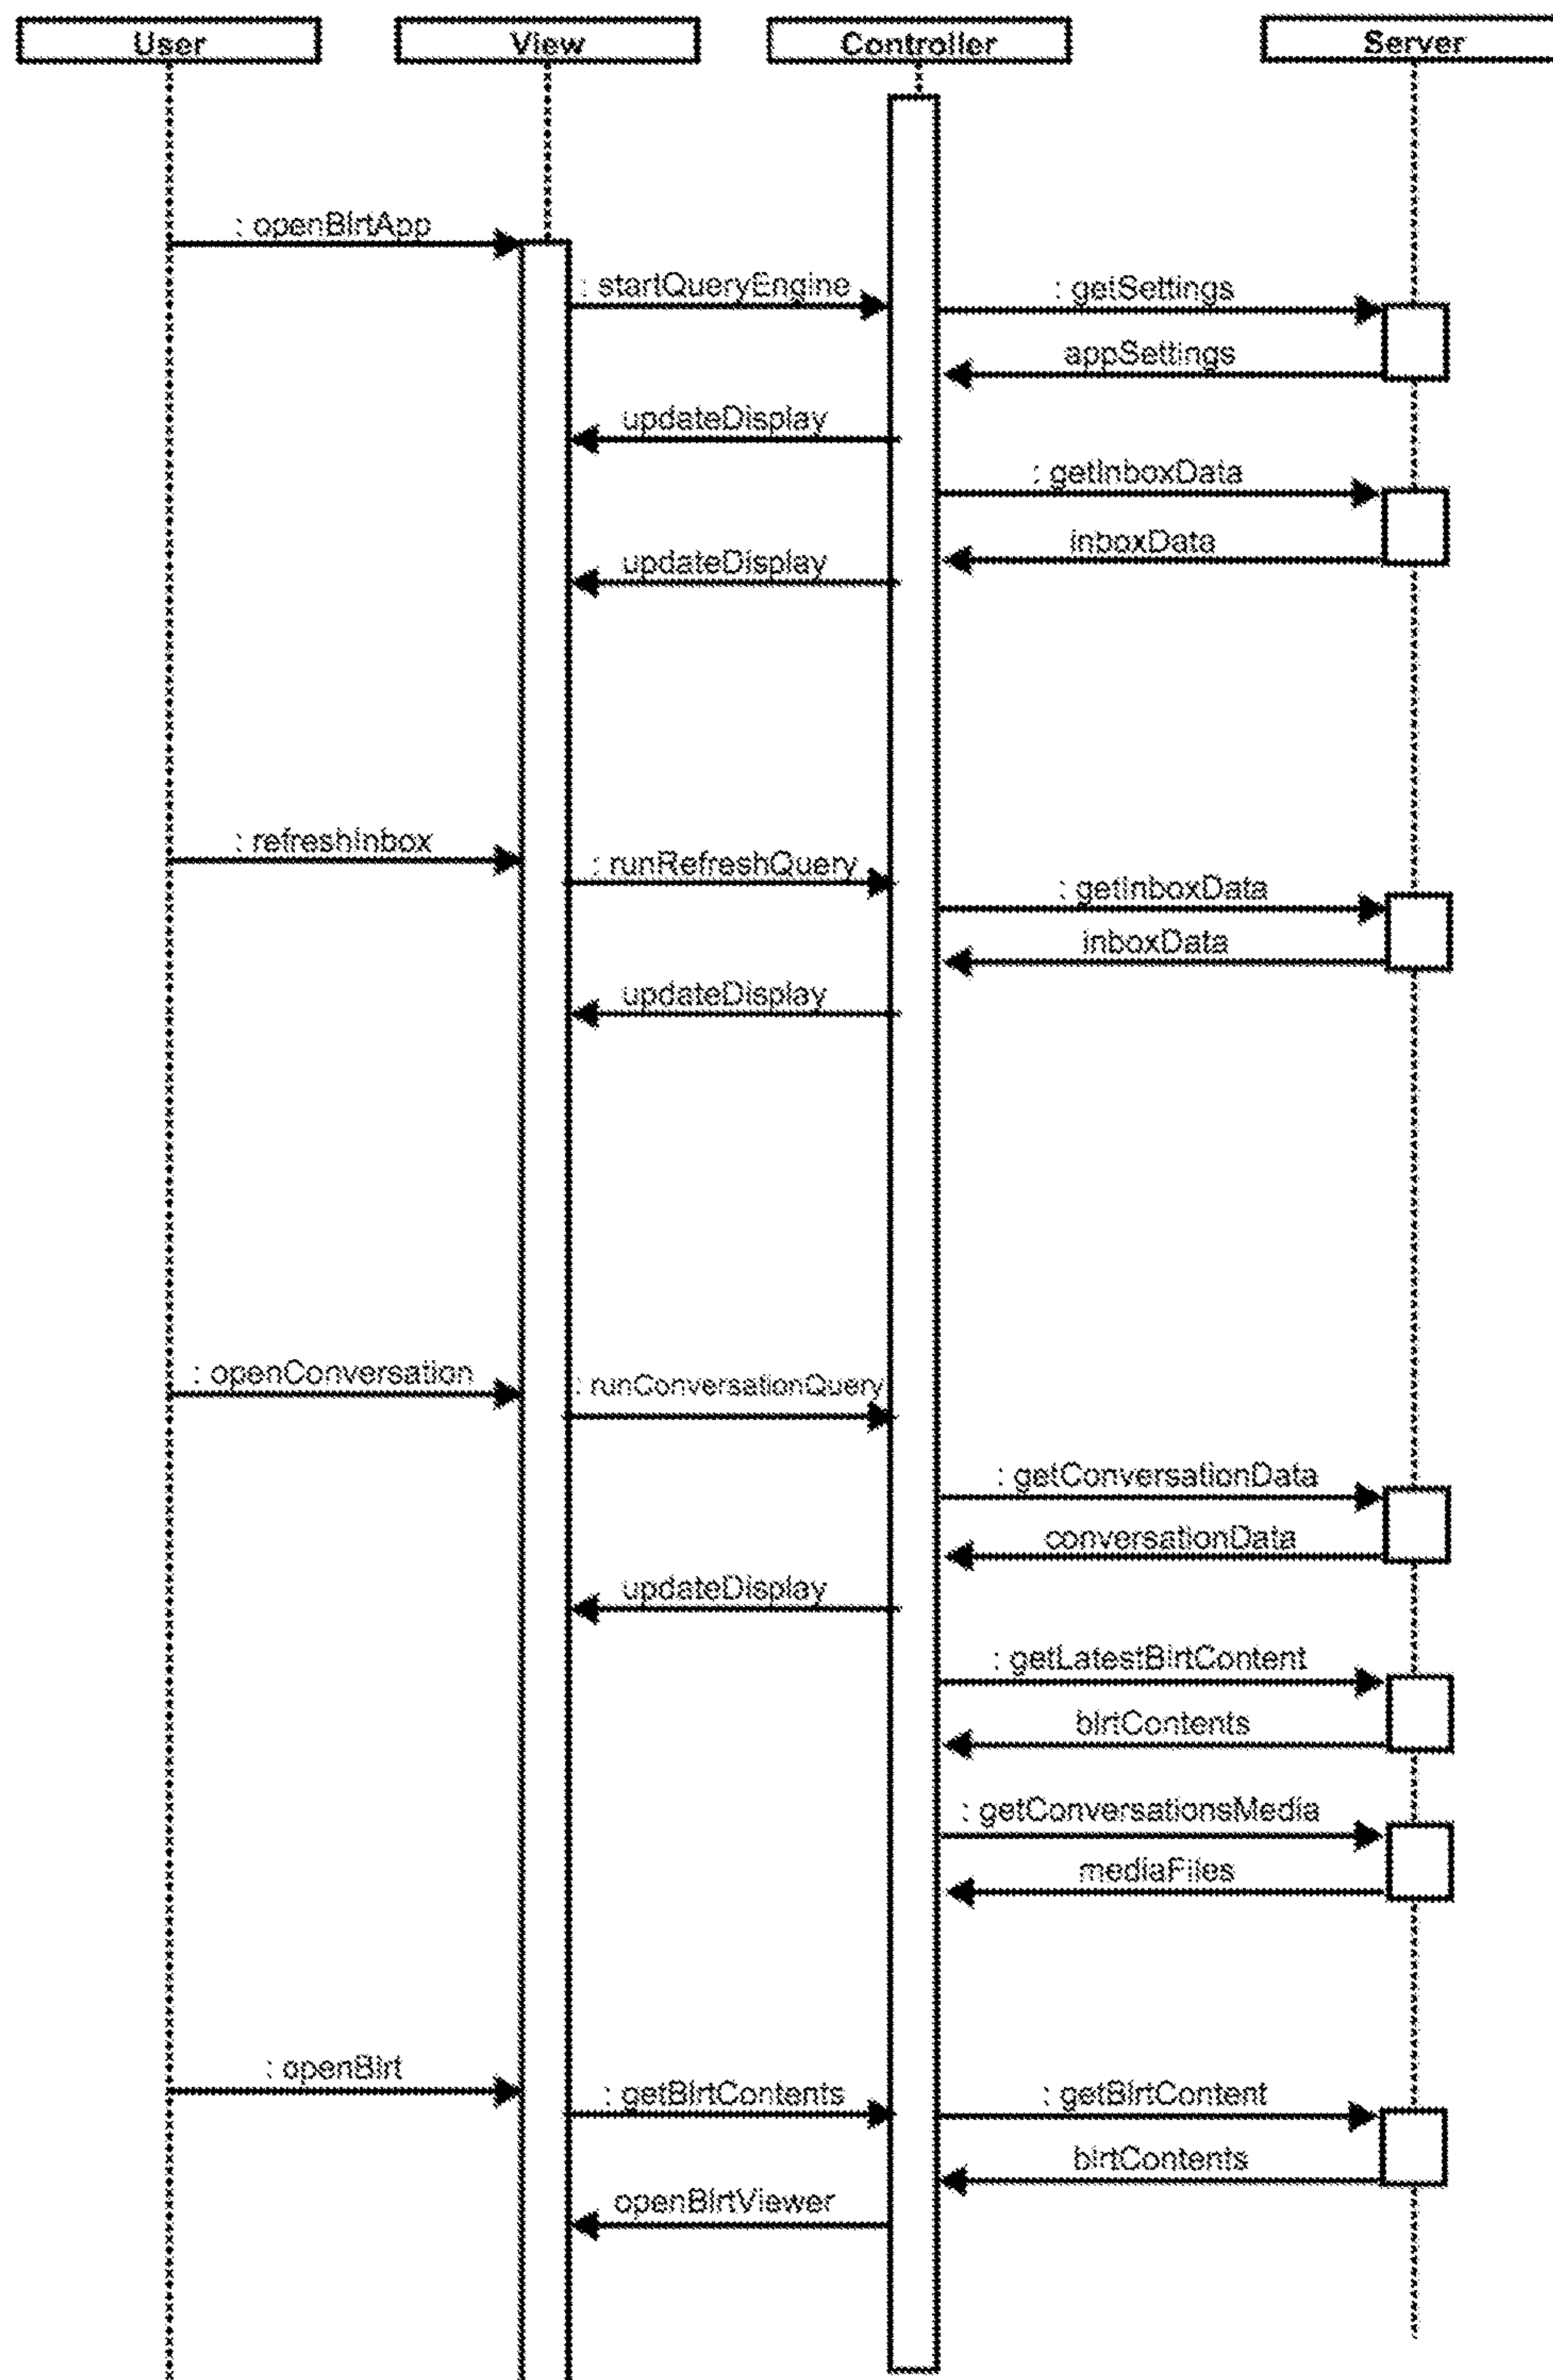 User
View
Controller
Server
: openBlrtApp
: startQueryEngine
: getSettings
appSettings
updateDisplay
: getInboxData
inboxData
updateDisplay
: refreshInbox
: runRefreshQuery
: getInboxData
inboxData
updateDisplay
: openConversation
: runConversationQuery
: getConversationData
conversationData
updateDisplay
: getLatestBlrtContent
blrtContents
: getConversationsMedia
mediaFiles
: openBlrt
: getBlrtContents
: getBlrtContent
blrtContents
openBlrtViewer